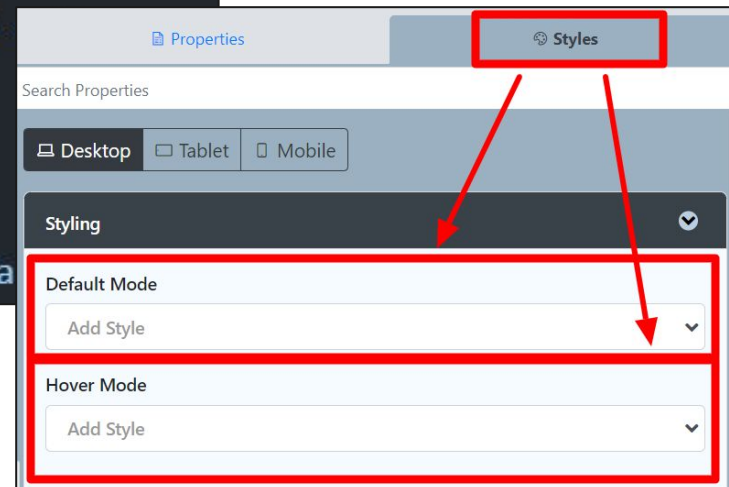 Properties
Styles
Search Properties
Desktop
Tablet
Mobile
Styling
Default Mode
Add Style
Hover Mode
Add Style
a